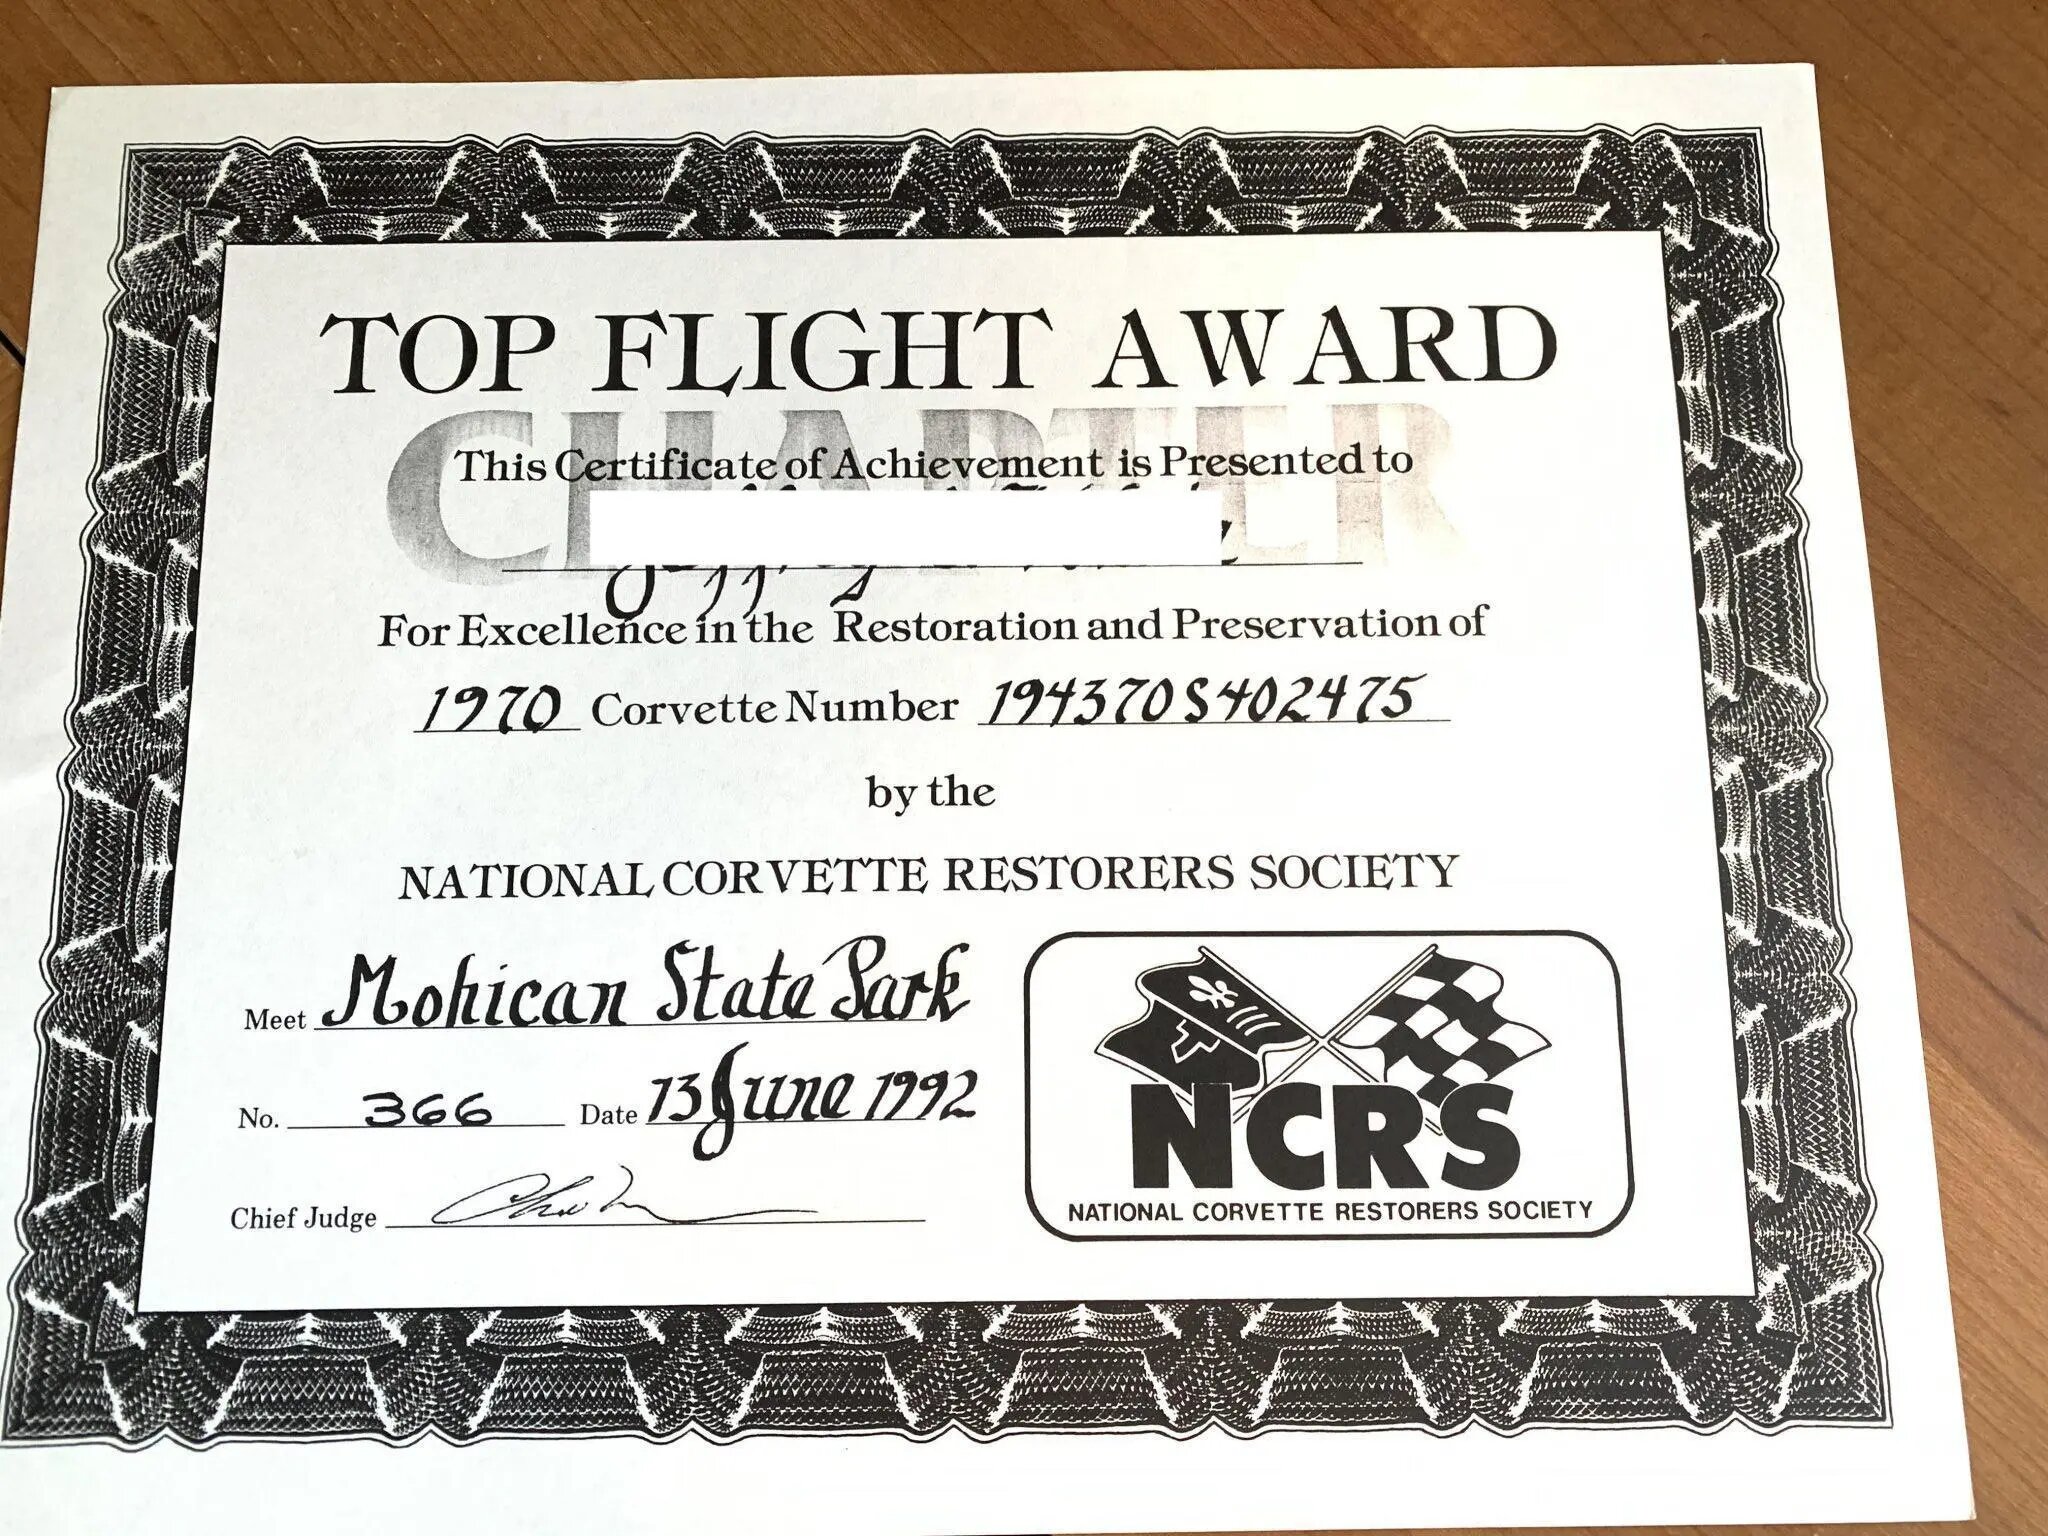 TOP FLIGHT AWARD
CHAPTER
This Certificate of Achievement is Presented to
For Excellence in the Restoration and Preservation of
1970 Corvette Number 194370S402475
by the
NATIONAL CORVETTE RESTORERS SOCIETY
Meet Mohican State Park
No. 366 Date 13 June 1992
Chief Judge
NCRS
NATIONAL CORVETTE RESTORERS SOCIETY